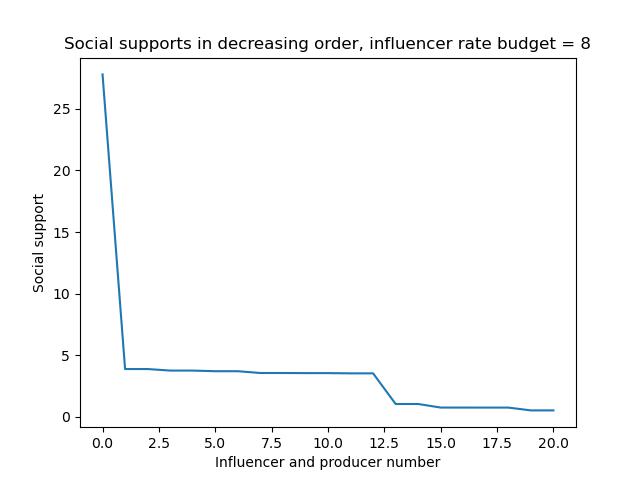 Social supports in decreasing order, influencer rate budget = 8
25
20
15
10
5
0
Social support
0.0 2.5 5.0 7.5 10.0 12.5 15.0 17.5 20.0
Influencer and producer number